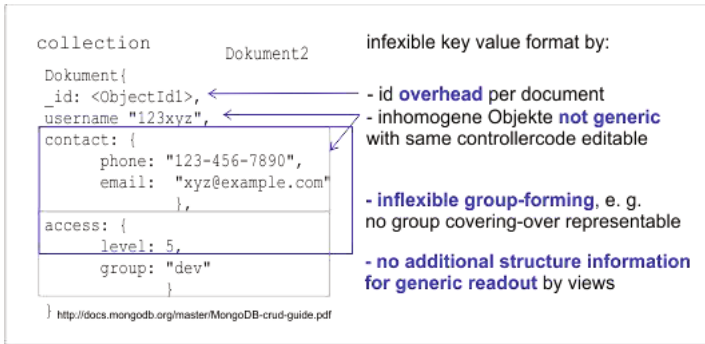 collection
Dokument2
Dokument{
_id: <ObjectId1>,
username "123xyz",
contact: {
phone: "123-456-7890",
email: "xyz@example.com"
},
access: {
level: 5,
group: "dev"
}
} http://docs.mongodb.org/master/MongoDB-crud-guide.pdf
infexible key value format by:
- id overhead per document
- inhomogene Objekte not generic
with same controllercode editable
- inflexible group-forming, e. g.
no group covering-over representable
- no additional structure information
for generic readout by views